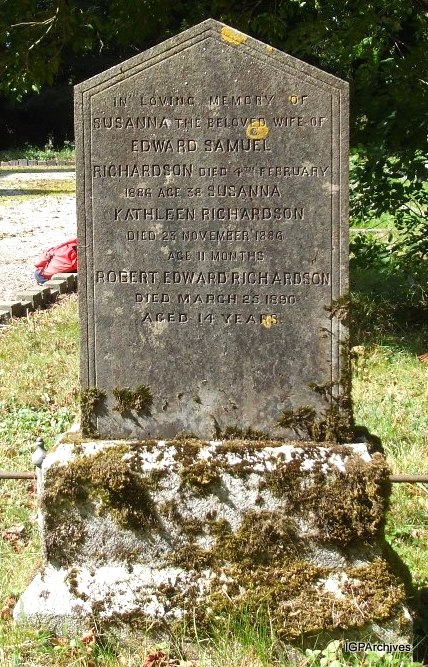 IN LOVING MEMORY OF
SUSANNA THE BELOVED WIFE OF
EDWARD SAMUEL
RICHARDSON DIED 4TH FEBRUARY
1886 AGE 38 SUSANNA
KATHLEEN RICHARDSON
DIED 23 NOVEMBER 1886
AGE 11 MONTHS
ROBERT EDWARD RICHARDSON
DIED MARCH 25 1890
AGED 14 YEARS.
IGPArchives